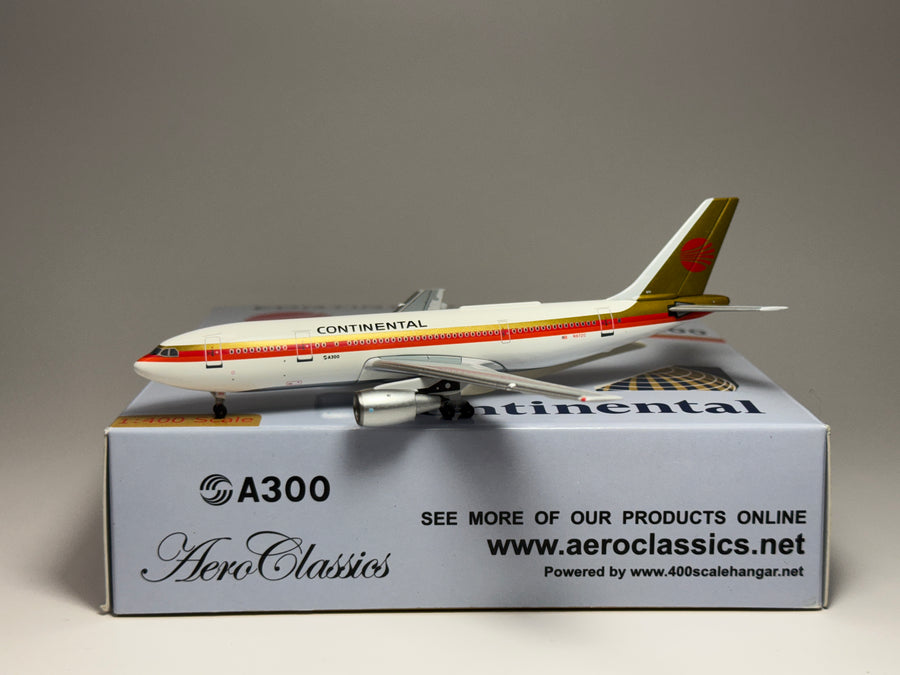 CONTINENTAL
A300
1:400 Scale
A300
AeroClassics
SEE MORE OF OUR PRODUCTS ONLINE
www.aeroclassics.net
Powered by www.400scalehangar.net